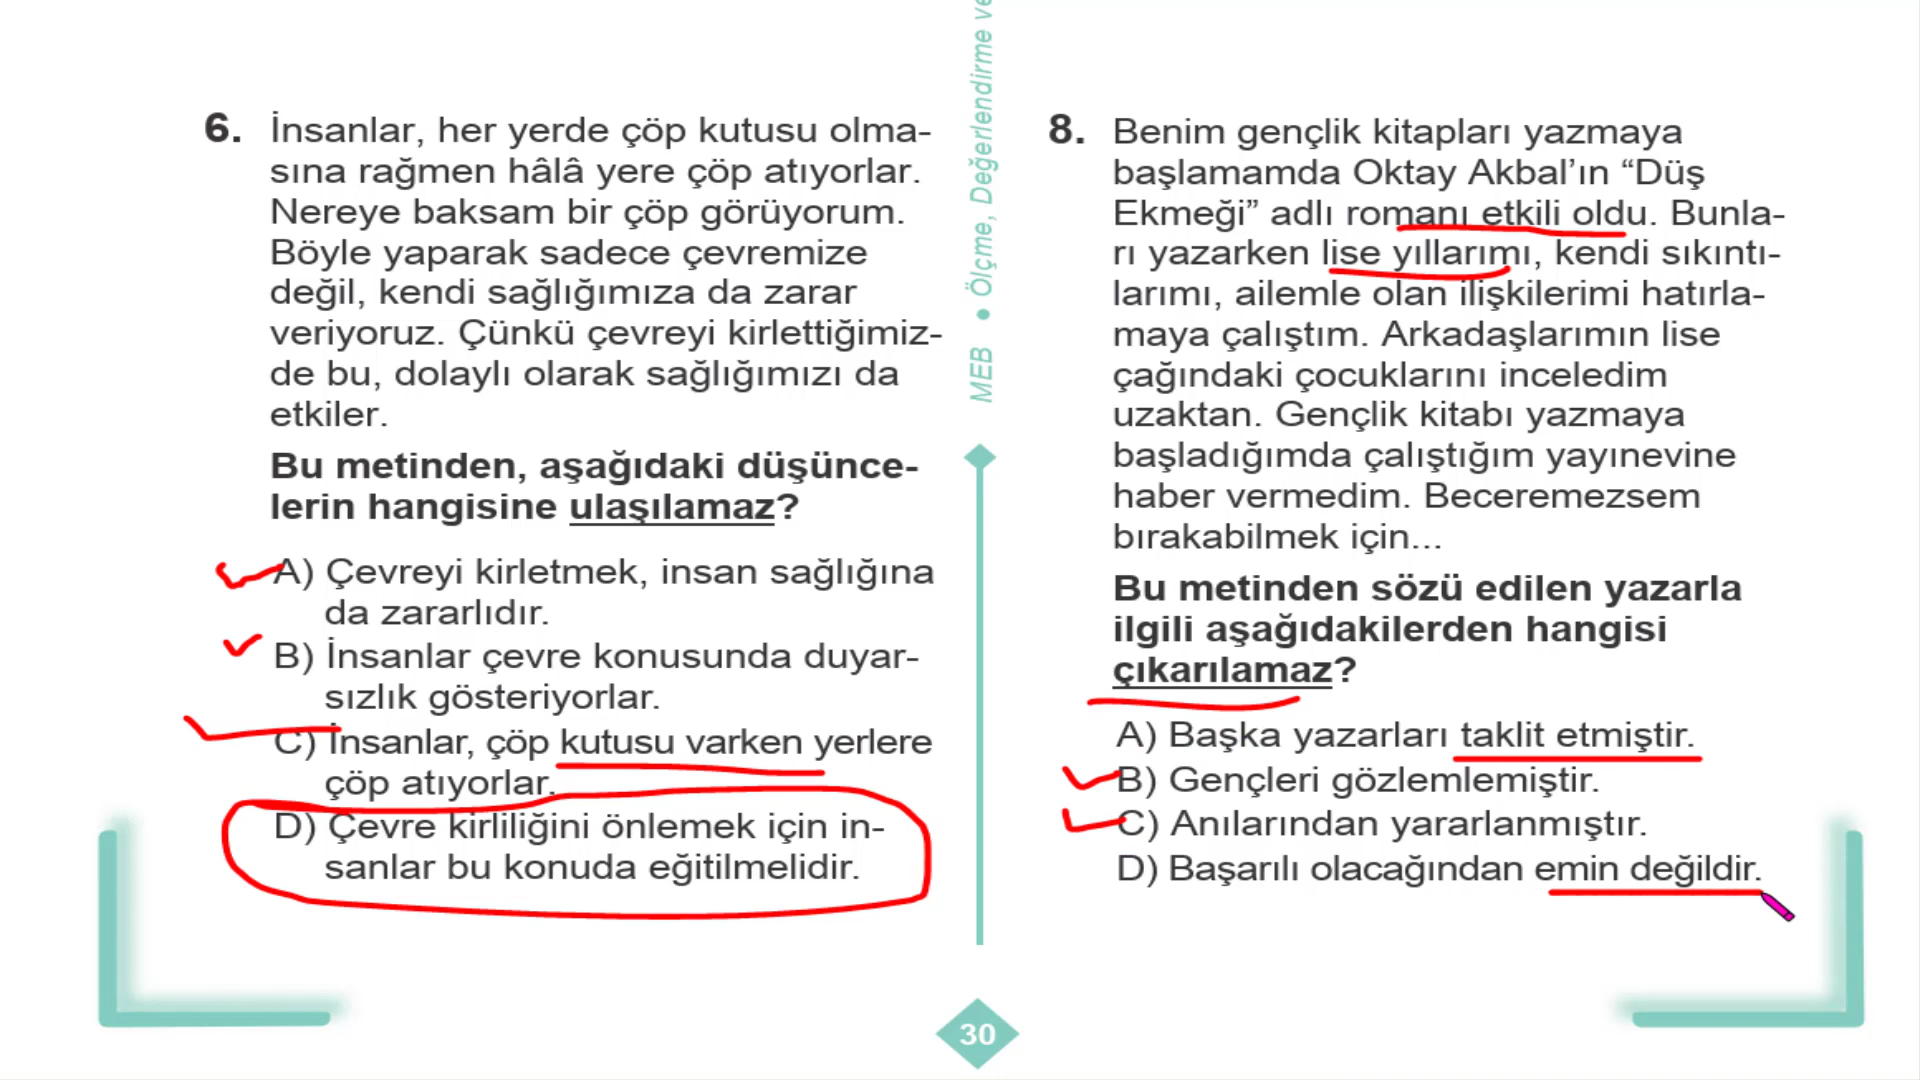 6. İnsanlar, her yerde çöp kutusu olma-
sına rağmen hâlâ yere çöp atıyorlar.
Nereye baksam bir çöp görüyorum.
Böyle yaparak sadece çevremize
değil, kendi sağlığımıza da zarar
veriyoruz. Çünkü çevreyi kirlettiğimiz-
de bu, dolaylı olarak sağlığımızı da
etkiler.
Bu metinden, aşağıdaki düşünce-
lerin hangisine ulaşılamaz?
A) Çevreyi kirletmek, insan sağlığına
da zararlıdır.
B) İnsanlar çevre konusunda duyar-
sızlık gösteriyorlar.
C) İnsanlar, çöp kutusu varken yerlere
çöp atıyorlar.
D) Çevre kirliliğini önlemek için in-
sanlar bu konuda eğitilmelidir.
MEB • Ölçme, Değerlendirme ve
8. Benim gençlik kitapları yazmaya
başlamamda Oktay Akbal’ın “Düş
Ekmeği” adlı romanı etkili oldu. Bunla-
rı yazarken lise yıllarımı, kendi sıkıntı-
larımı, ailemle olan ilişkilerimi hatırla-
maya çalıştım. Arkadaşlarımın lise
çağındaki çocuklarını inceledim
uzaktan. Gençlik kitabı yazmaya
başladığımda çalıştığım yayınevine
haber vermedim. Beceremezsem
bırakabilmek için...
Bu metinden sözü edilen yazarla
ilgili aşağıdakilerden hangisi
çıkarılamaz?
A) Başka yazarları taklit etmiştir.
B) Gençleri gözlemlemiştir.
C) Anılarından yararlanmıştır.
D) Başarılı olacağından emin değildir.
30